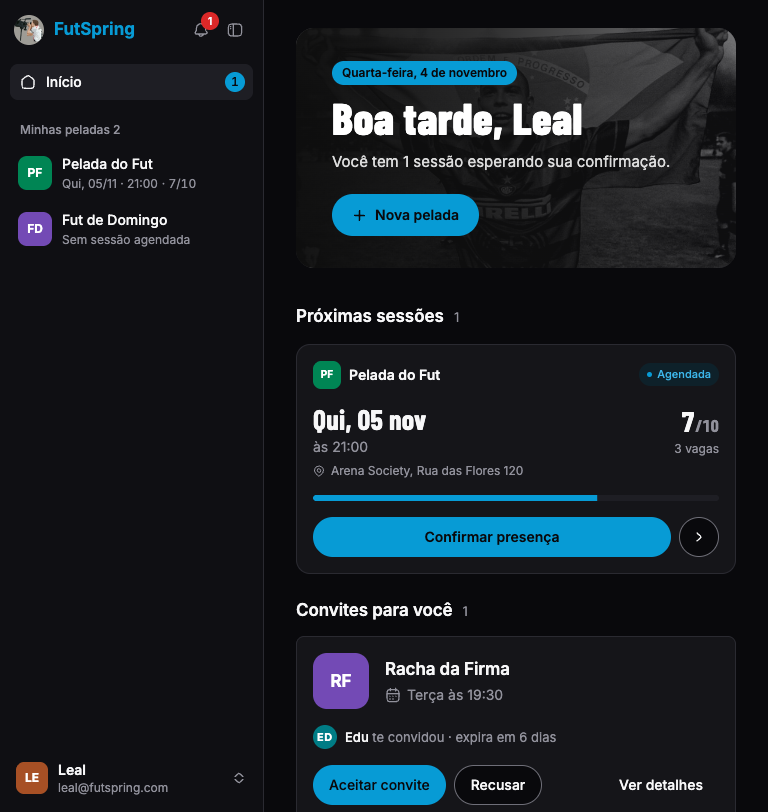 FutSpring
1
Início
1
Minhas peladas 2
PF
Pelada do Fut
Qui, 05/11 · 21:00 · 7/10
FD
Fut de Domingo
Sem sessão agendada
LE
Leal
leal@futspring.com
PROGRESSO
Quarta-feira, 4 de novembro
Boa tarde, Leal
Você tem 1 sessão esperando sua confirmação.
+ Nova pelada
Próximas sessões 1
PF
Pelada do Fut
Agendada
Qui, 05 nov
7/10
às 21:00
3 vagas
Arena Society, Rua das Flores 120
Confirmar presença
Convites para você 1
RF
Racha da Firma
Terça às 19:30
ED
Edu te convidou · expira em 6 dias
Aceitar convite
Recusar
Ver detalhes